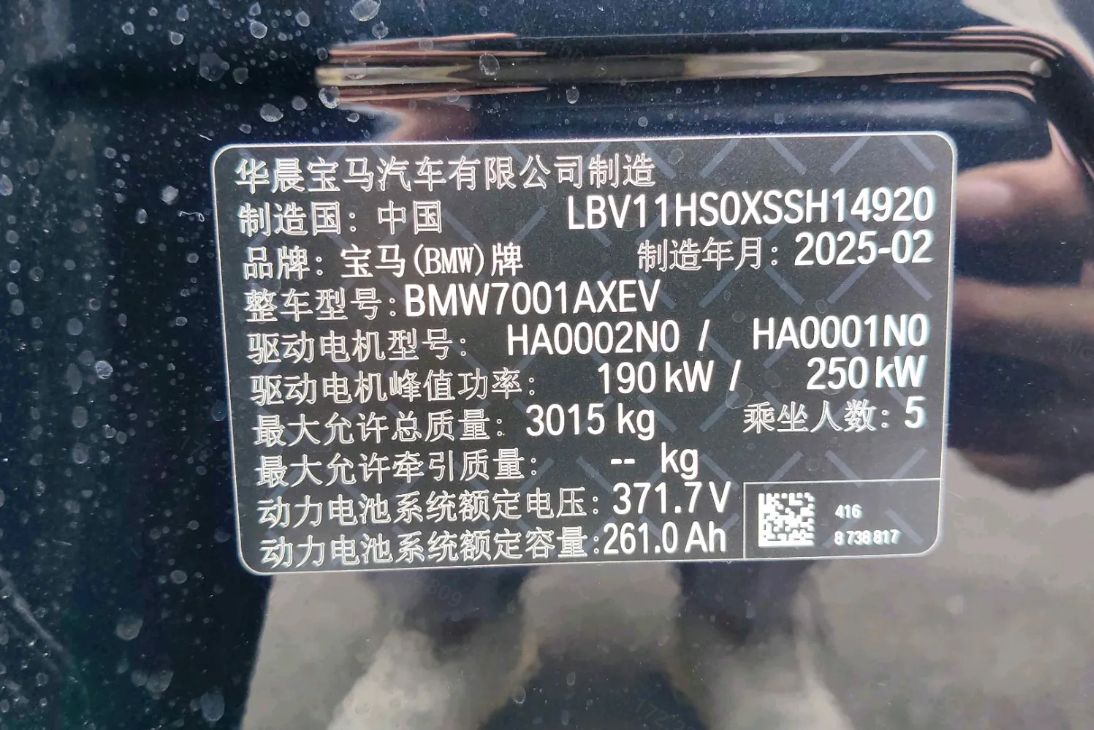 华晨宝马汽车有限公司制造
制造国：中国 LBV11HS0XSSH14920
品牌：宝马(BMW)牌 制造年月：2025-02
整车型号：BMW7001AXEV
驱动电机型号： HA0002N0 / HA0001N0
驱动电机峰值功率： 190 kW / 250 kW
最大允许总质量：3015 kg 乘坐人数：5
最大允许牵引质量： -- kg
动力电池系统额定电压：371.7 V
动力电池系统额定容量：261.0 Ah
416
8 738 817